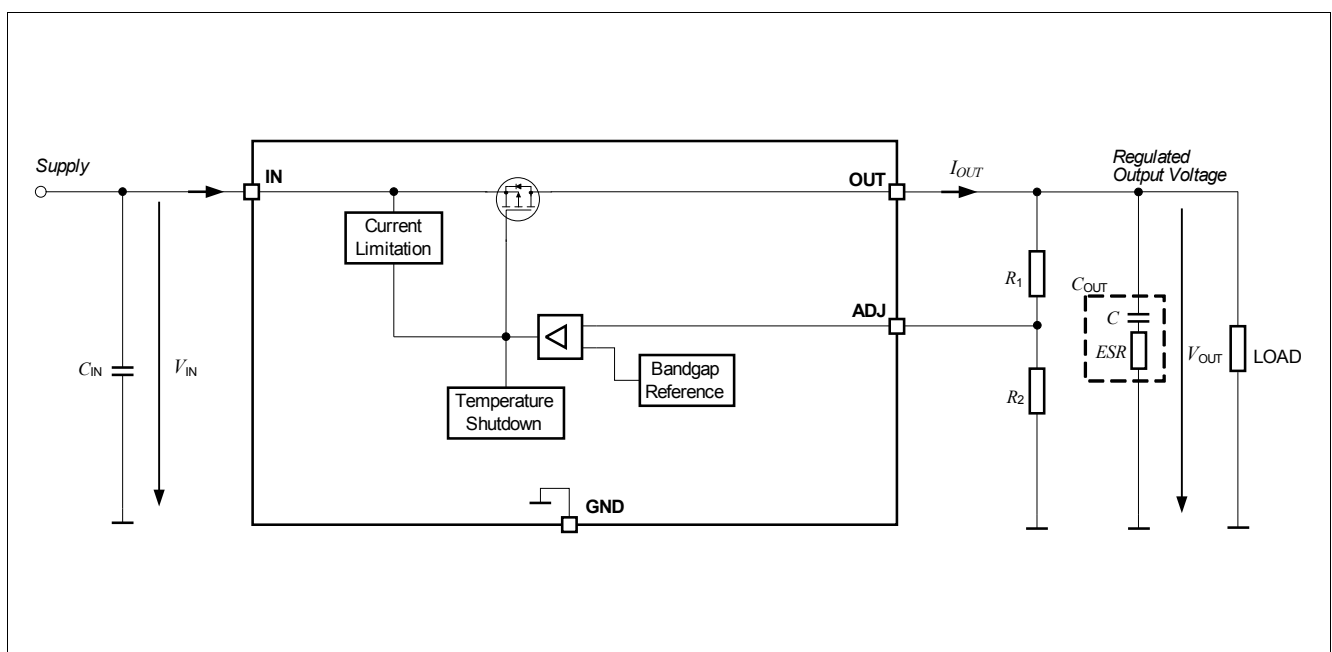 Supply
IN
OUT
I_OUT
Regulated
Output Voltage
Current
Limitation
R1
COUT
ADJ
C
CIN
VIN
ESR
VOUT
LOAD
Bandgap
Reference
R2
Temperature
Shutdown
GND